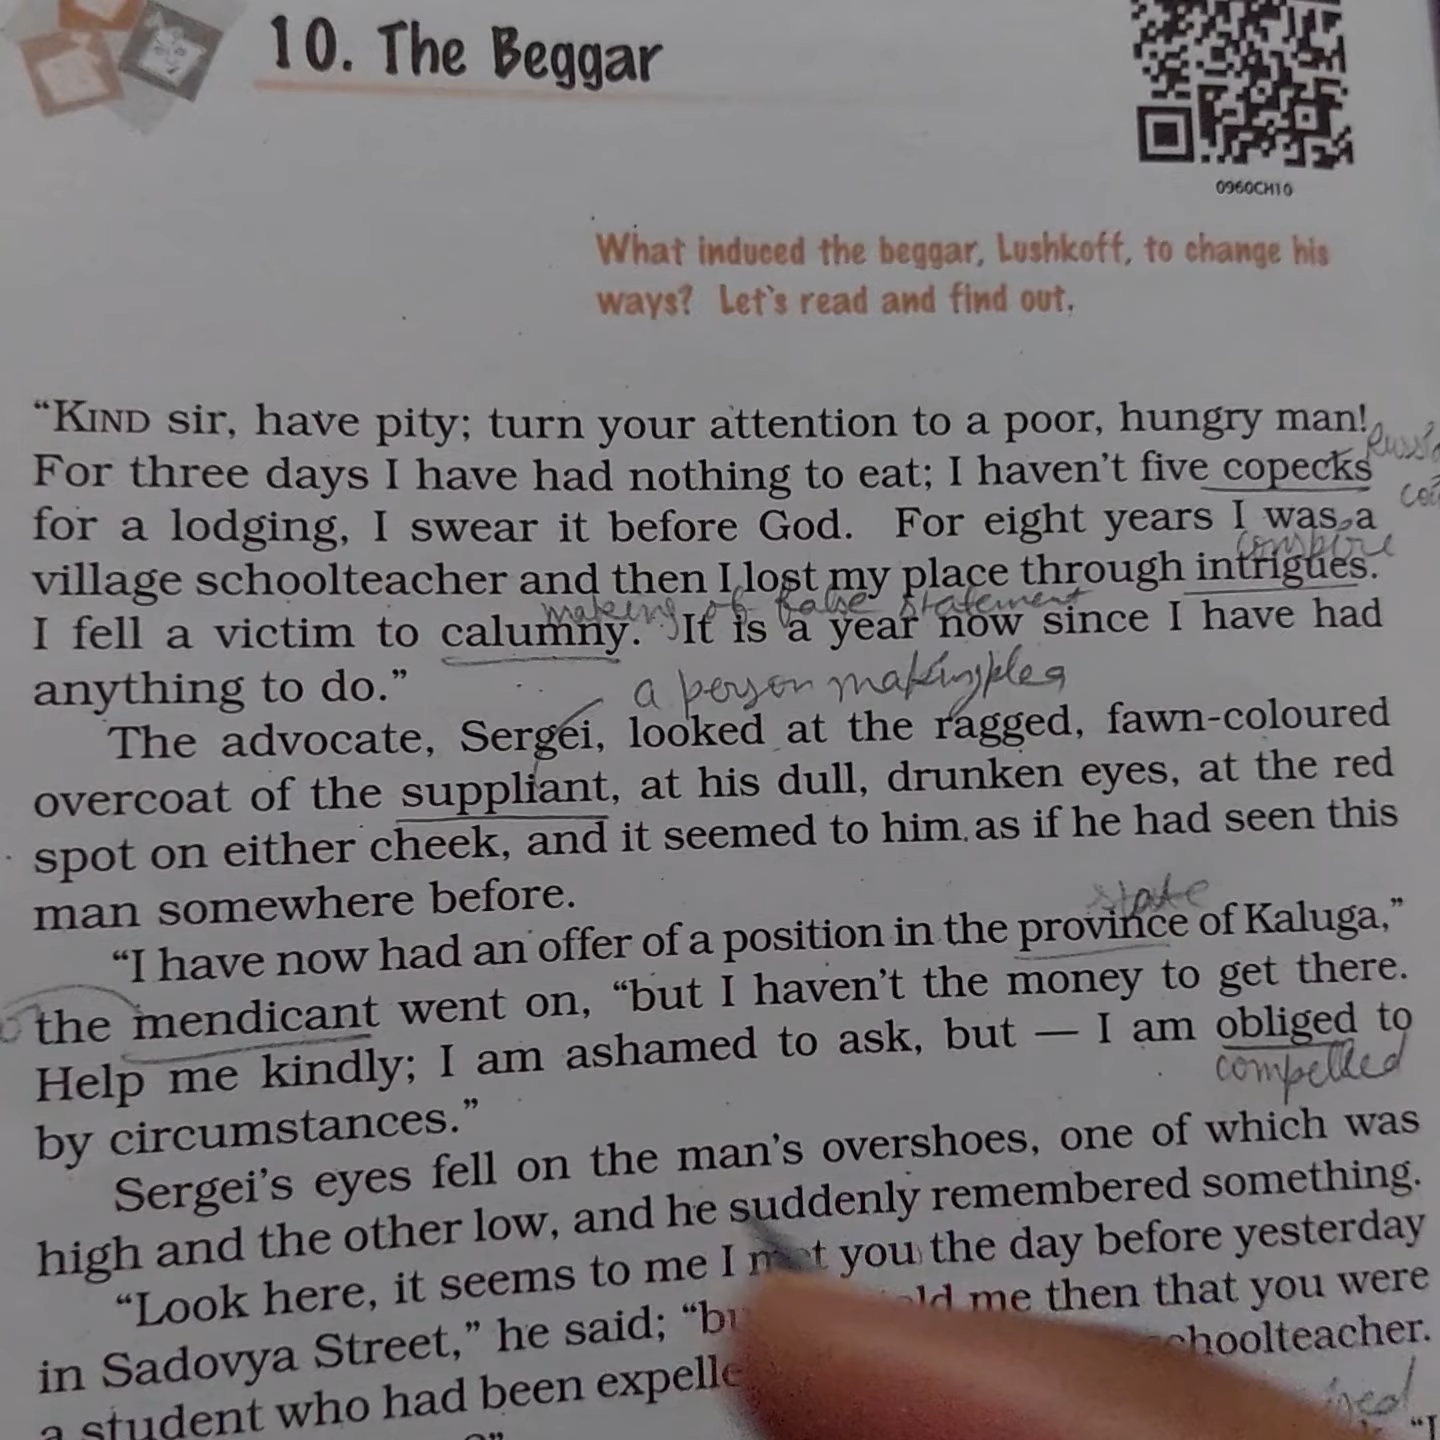 10. The Beggar
0960CH10
What induced the beggar, Lushkoff, to change his
ways? Let's read and find out.
“KIND sir, have pity; turn your attention to a poor, hungry man!
For three days I have had nothing to eat; I haven't five copecks
for a lodging, I swear it before God. For eight years I was a
village schoolteacher and then I lost my place through intrigues.
making of false statement
I fell a victim to calumny. It is a year now since I have had
anything to do.”
a person making plea
The advocate, Sergei, looked at the ragged, fawn-coloured
overcoat of the suppliant, at his dull, drunken eyes, at the red
spot on either cheek, and it seemed to him as if he had seen this
man somewhere before.
state
“I have now had an offer of a position in the province of Kaluga,”
the mendicant went on, “but I haven't the money to get there.
Help me kindly; I am ashamed to ask, but — I am obliged to
compelled
by circumstances.”
Sergei's eyes fell on the man's overshoes, one of which was
high and the other low, and he suddenly remembered something.
“Look here, it seems to me I met you the day before yesterday
in Sadovya Street,” he said; “bu ld me then that you were
a student who had been expelle choolteacher.
“I